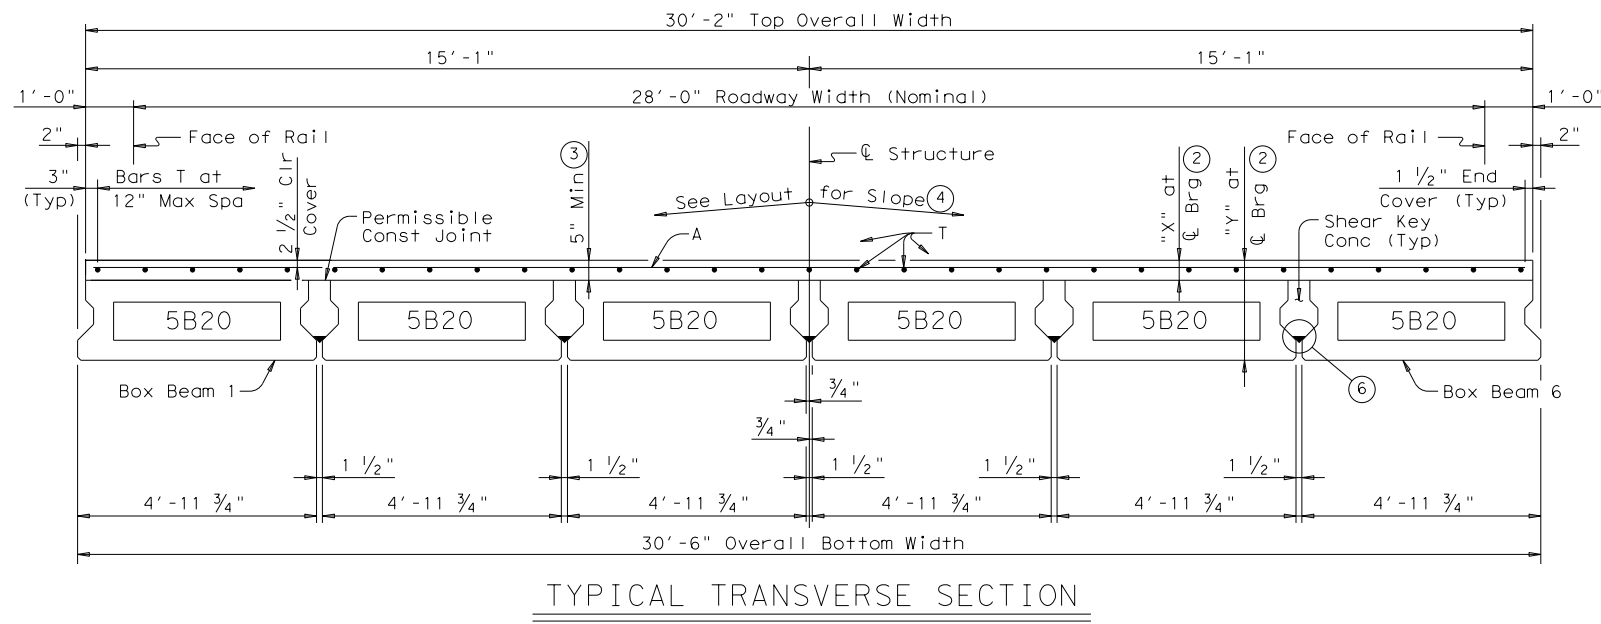 30'-2" Top Overall Width
15'-1"
15'-1"
1'-0"
28'-0" Roadway Width (Nominal)
1'-0"
2"
Face of Rail
Face of Rail
2"
3"
(Typ)
Bars T at
12" Max Spa
2 1/2" Clr
Cover
Permissible
Const Joint
5" Min 3
℄ Structure
See Layout for Slope 4
A
T
"X" at
℄ Brg 2
"Y" at
℄ Brg 2
1 1/2" End
Cover (Typ)
Shear Key
Conc (Typ)
5B20
5B20
5B20
5B20
5B20
5B20
Box Beam 1
6
Box Beam 6
3/4"
3/4"
1 1/2"
1 1/2"
1 1/2"
1 1/2"
1 1/2"
4'-11 3/4"
4'-11 3/4"
4'-11 3/4"
4'-11 3/4"
4'-11 3/4"
4'-11 3/4"
30'-6" Overall Bottom Width
TYPICAL TRANSVERSE SECTION